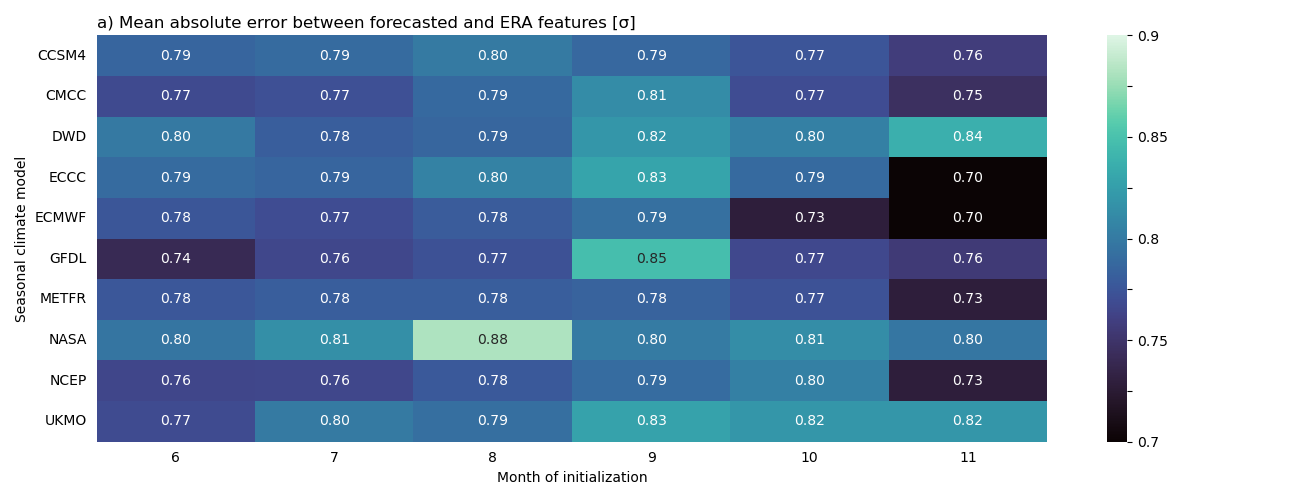 a) Mean absolute error between forecasted and ERA features [σ]
Seasonal climate model
CCSM4 0.79 0.79 0.80 0.79 0.77 0.76
CMCC 0.77 0.77 0.79 0.81 0.77 0.75
DWD 0.80 0.78 0.79 0.82 0.80 0.84
ECCC 0.79 0.79 0.80 0.83 0.79 0.70
ECMWF 0.78 0.77 0.78 0.79 0.73 0.70
GFDL 0.74 0.76 0.77 0.85 0.77 0.76
METFR 0.78 0.78 0.78 0.78 0.77 0.73
NASA 0.80 0.81 0.88 0.80 0.81 0.80
NCEP 0.76 0.76 0.78 0.79 0.80 0.73
UKMO 0.77 0.80 0.79 0.83 0.82 0.82
6 7 8 9 10 11
Month of initialization
0.9
0.85
0.8
0.75
0.7